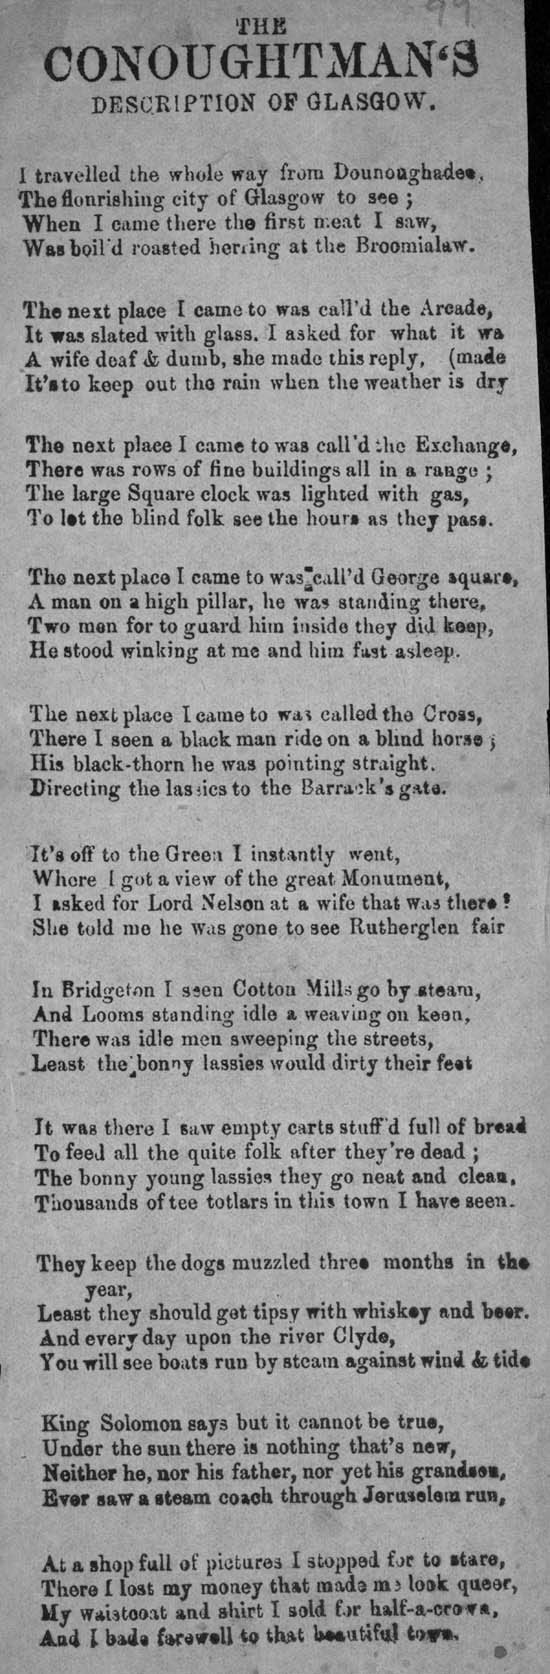 99
THE
CONOUGHTMAN'S
DESCRIPTION OF GLASGOW.
I travelled the whole way from Dounoaghadee,
The flourishing city of Glasgow to see ;
When I came there the first meat I saw,
Was boil'd roasted herring at the Broomialaw.
The next place I came to was call'd the Arcade,
It was slated with glass. I asked for what it wa
A wife deaf & dumb, she made this reply, (made
It's to keep out the rain when the weather is dry
The next place I came to was call'd the Exchange,
There was rows of fine buildings all in a range ;
The large Square clock was lighted with gas,
To let the blind folk see the hours as they pass.
The next place I came to was call'd George square,
A man on a high pillar, he was standing there,
Two men for to guard him inside they did keep,
He stood winking at me and him fast asleep.
The next place I came to was called the Cross,
There I seen a black man ride on a blind horse ;
His black-thorn he was pointing straight.
Directing the lassics to the Barrack's gate.
It's off to the Green I instantly went,
Where I got a view of the great Monument,
I asked for Lord Nelson at a wife that was there !
She told me he was gone to see Rutherglen fair
In Bridgeton I seen Cotton Mills go by steam,
And Looms standing idle a weaving on keen,
There was idle men sweeping the streets,
Least the bonny lassies would dirty their feet
It was there I saw empty carts stuff'd full of bread
To feed all the quite folk after they're dead ;
The bonny young lassies they go neat and clean,
Thousands of tee totlars in this town I have seen.
They keep the dogs muzzled three months in the
year,
Least they should get tipsy with whiskey and beer.
And every day upon the river Clyde,
You will see boats run by steam against wind & tide
King Solomon says but it cannot be true,
Under the sun there is nothing that's new,
Neither he, nor his father, nor yet his grandson,
Ever saw a steam coach through Jeruselem run,
At a shop full of pictures I stopped for to stare,
There I lost my money that made me look queer,
My waistcoat and shirt I sold for half-a-crown,
And I bade farewell to that beautiful town.